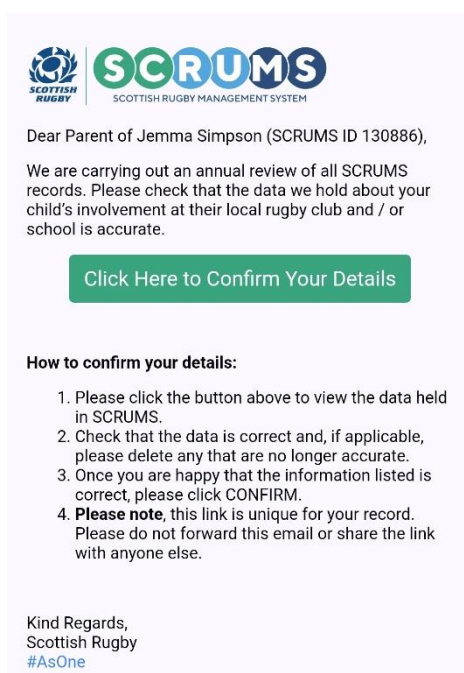 SCOTTISH
RUGBY
SCRUMS
SCOTTISH RUGBY MANAGEMENT SYSTEM
Dear Parent of Jemma Simpson (SCRUMS ID 130886),
We are carrying out an annual review of all SCRUMS
records. Please check that the data we hold about your
child's involvement at their local rugby club and / or
school is accurate.
Click Here to Confirm Your Details
How to confirm your details:
1. Please click the button above to view the data held
in SCRUMS.
2. Check that the data is correct and, if applicable,
please delete any that are no longer accurate.
3. Once you are happy that the information listed is
correct, please click CONFIRM.
4. Please note, this link is unique for your record.
Please do not forward this email or share the link
with anyone else.
Kind Regards,
Scottish Rugby
#AsOne